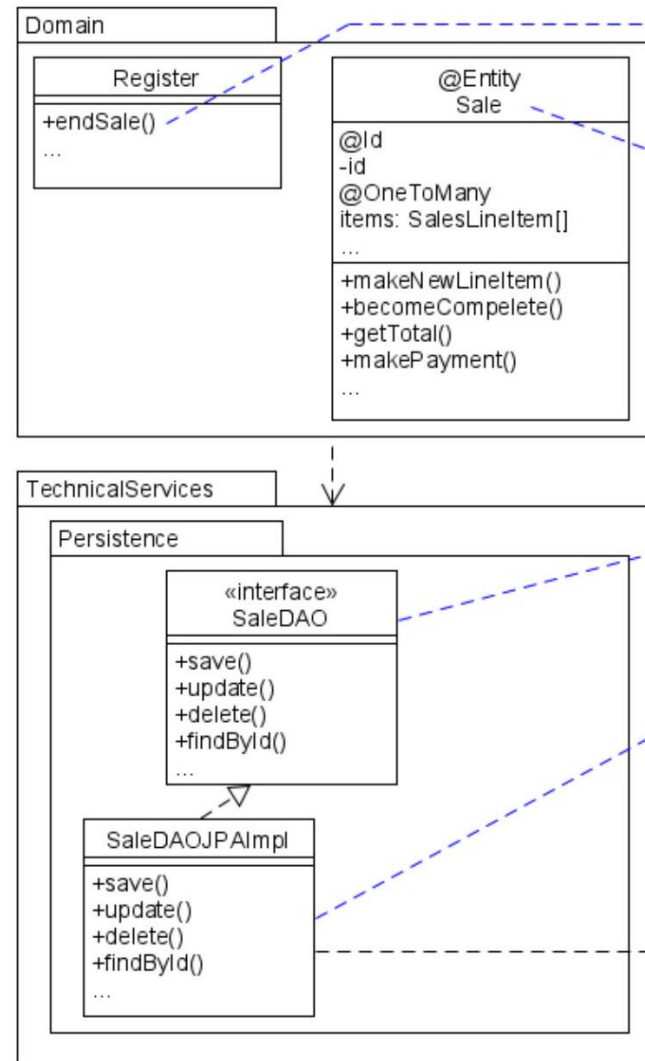 Domain
Register
+endSale()
...
@Entity
Sale
@Id
-id
@OneToMany
items: SalesLineItem[]
...
+makeNewLineItem()
+becomeCompelete()
+getTotal()
+makePayment()
...
TechnicalServices
Persistence
«interface»
SaleDAO
+save()
+update()
+delete()
+findById()
...
SaleDAOJPAImpl
+save()
+update()
+delete()
+findById()
...